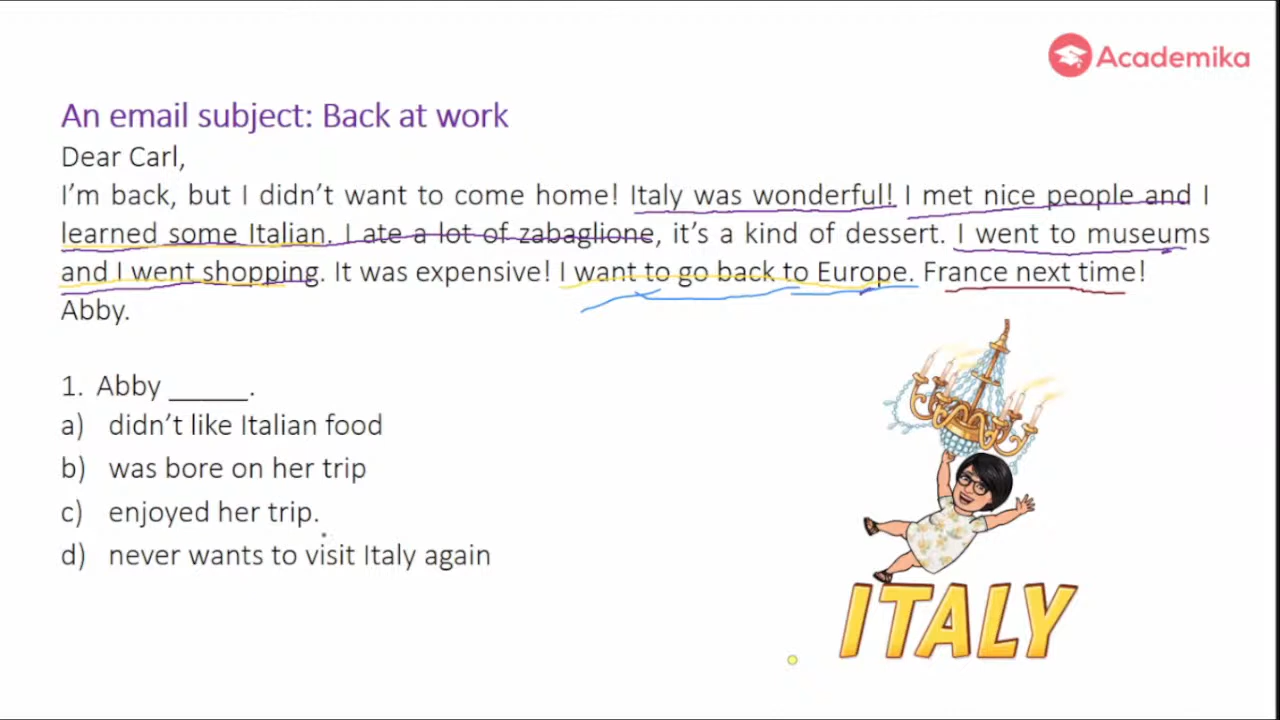 Academika
An email subject: Back at work
Dear Carl,
I'm back, but I didn't want to come home! Italy was wonderful! I met nice people and I
learned some Italian. I ate a lot of zabaglione, it's a kind of dessert. I went to museums
and I went shopping. It was expensive! I want to go back to Europe. France next time!
Abby.
1. Abby _____.
a) didn't like Italian food
b) was bore on her trip
c) enjoyed her trip.
d) never wants to visit Italy again
ITALY